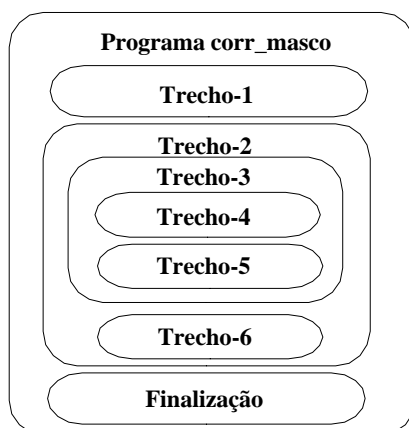 Programa corr_masco
Trecho-1
Trecho-2
Trecho-3
Trecho-4
Trecho-5
Trecho-6
Finalização